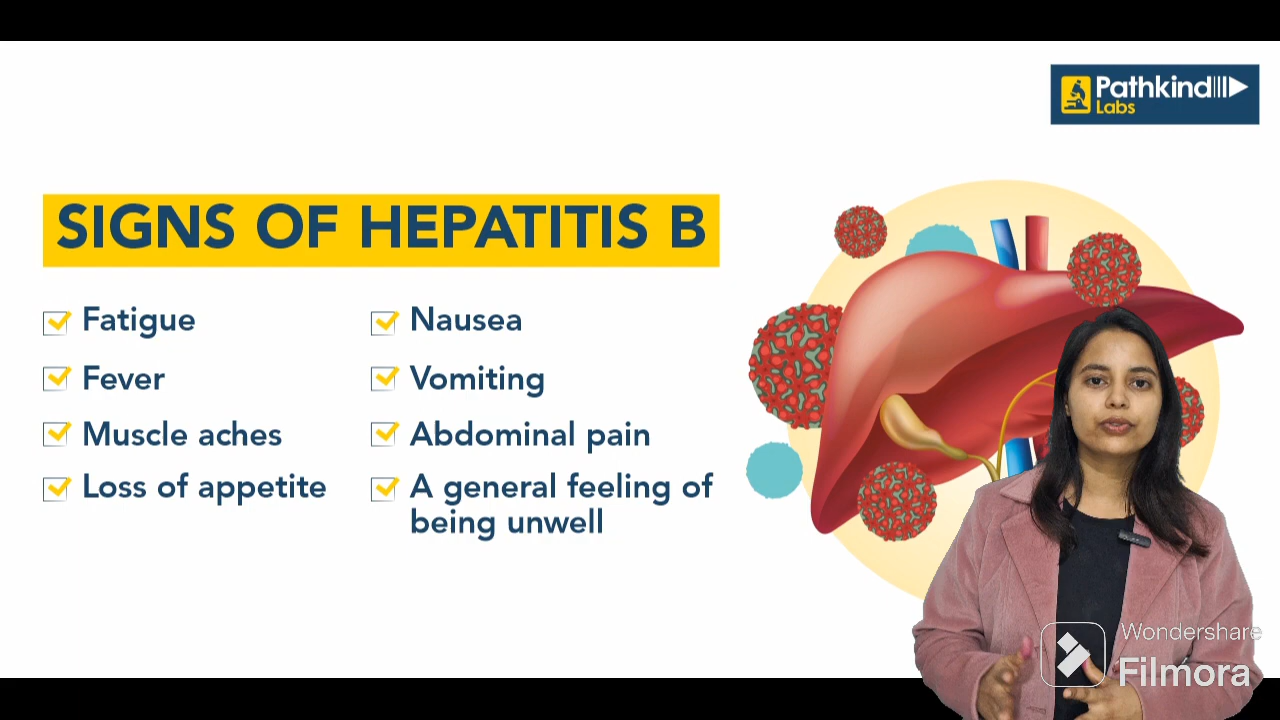 Pathkind
Labs
SIGNS OF HEPATITIS B
Fatigue
Fever
Muscle aches
Loss of appetite
Nausea
Vomiting
Abdominal pain
A general feeling of
being unwell
Wondershare
Filmora